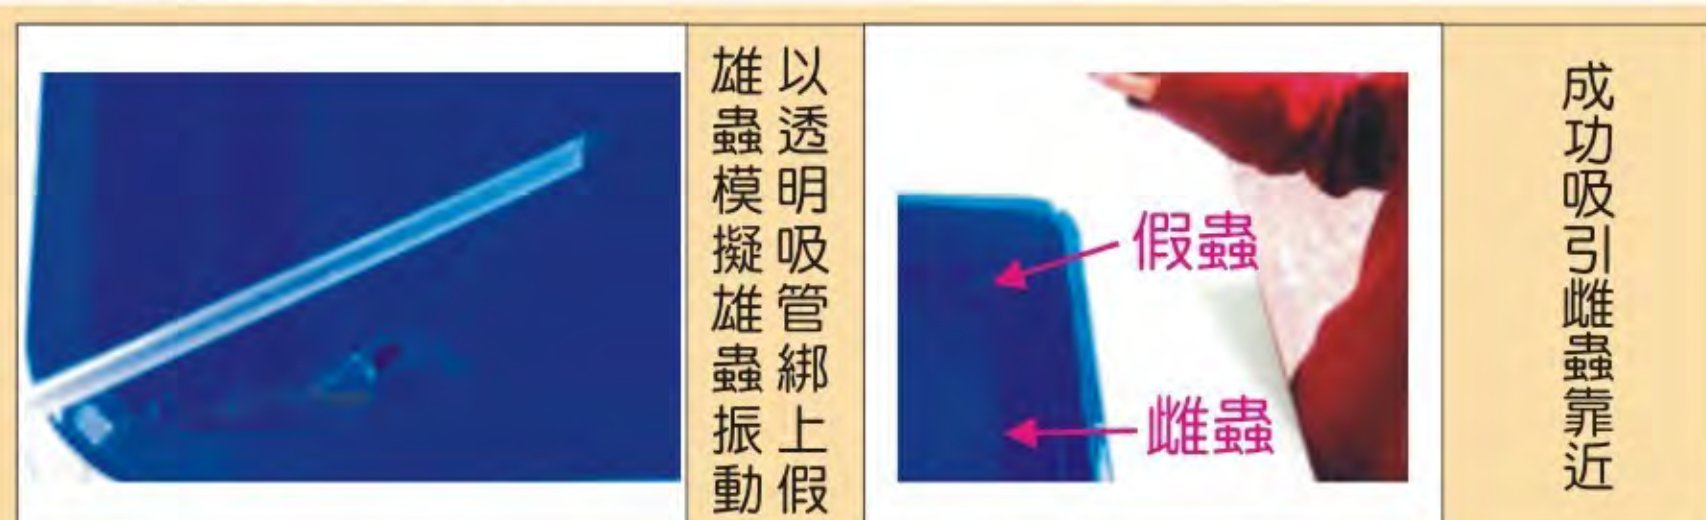 以透明吸管綁上假
雄蟲模擬雄蟲振動
假蟲
雌蟲
成功吸引雌蟲靠近